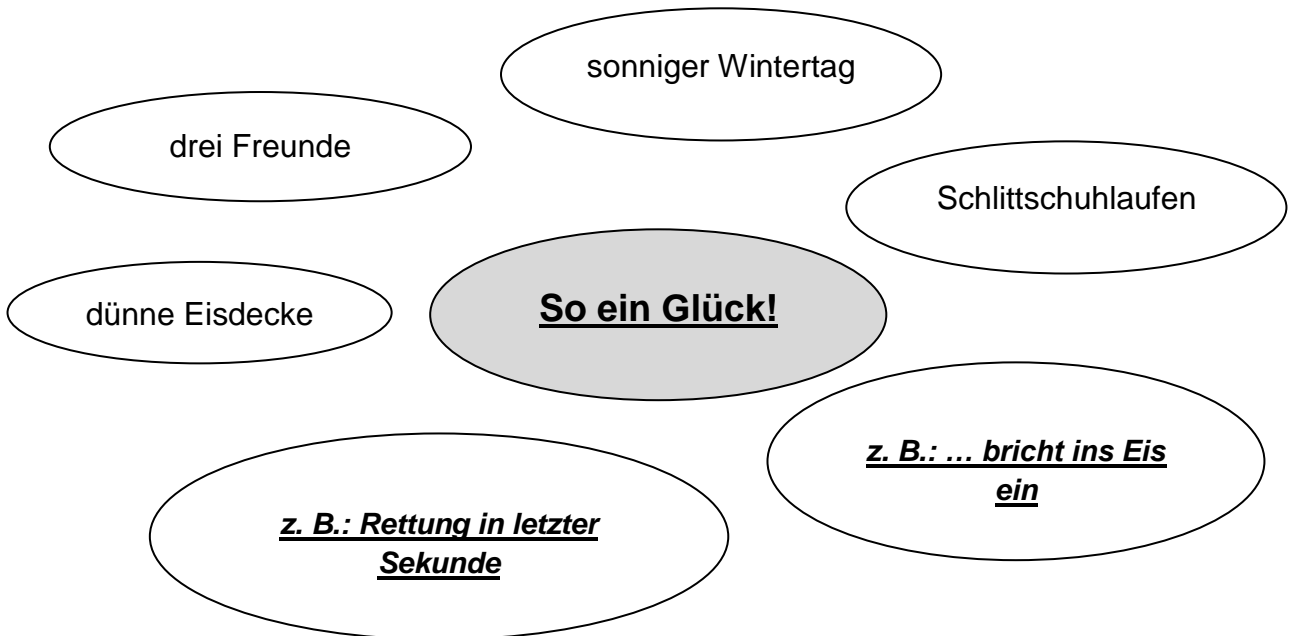 sonniger Wintertag
drei Freunde
Schlittschuhlaufen
So ein Glück!
dünne Eisdecke
z. B.: … bricht ins Eis
ein
z. B.: Rettung in letzter
Sekunde